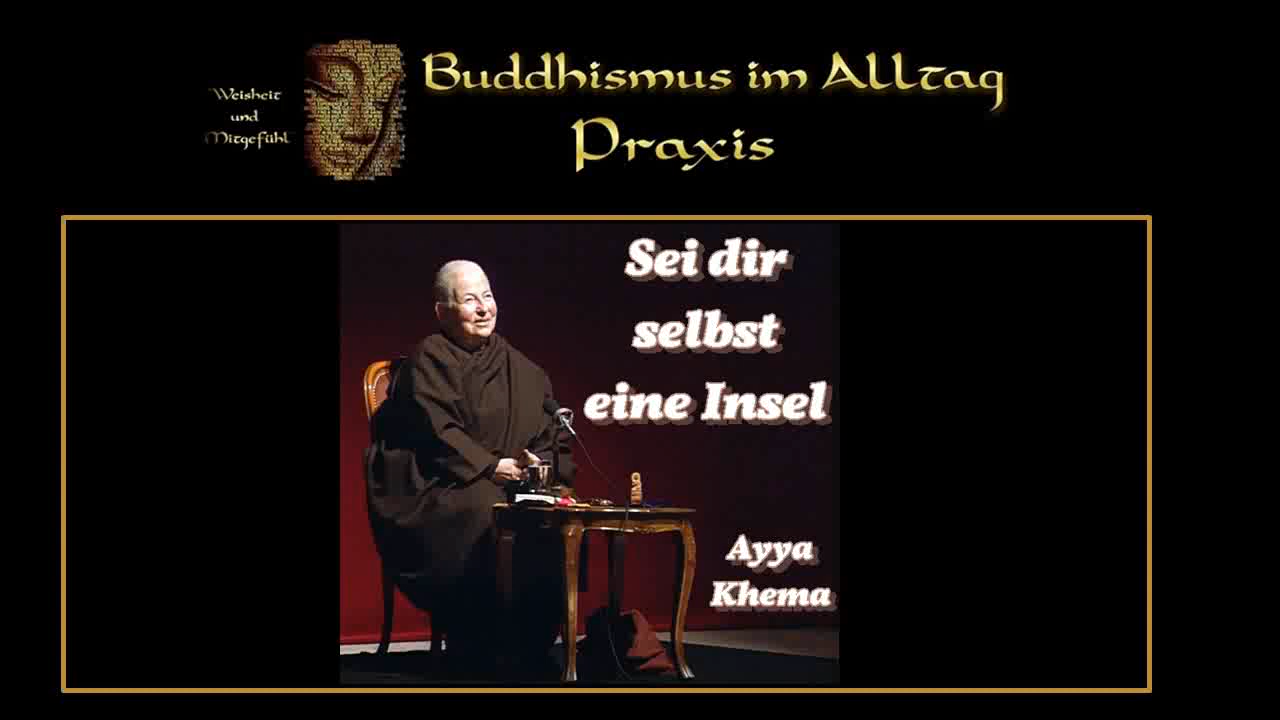 Weisheit
und
Mitgefühl
Buddhismus im Alltag
Praxis
Sei dir
selbst
eine Insel
Ayya
Khema